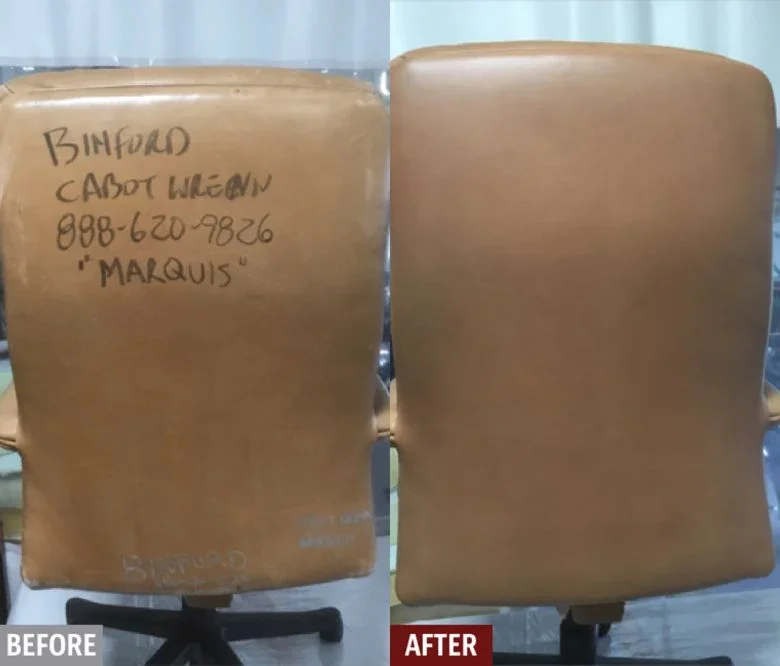 BINFORD
CABOT WRENN
888-620-9826
"MARQUIS"
BINFORD
BEFORE
AFTER